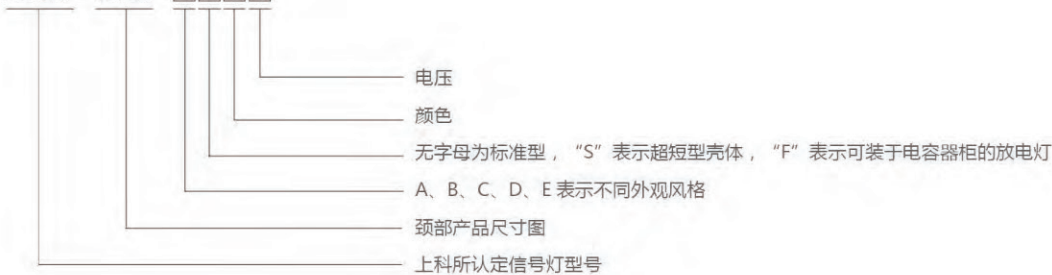 电压
颜色
无字母为标准型，“S”表示超短型壳体，“F”表示可装于电容器柜的放电灯
A、B、C、D、E 表示不同外观风格
颈部产品尺寸图
上科所认定信号灯型号